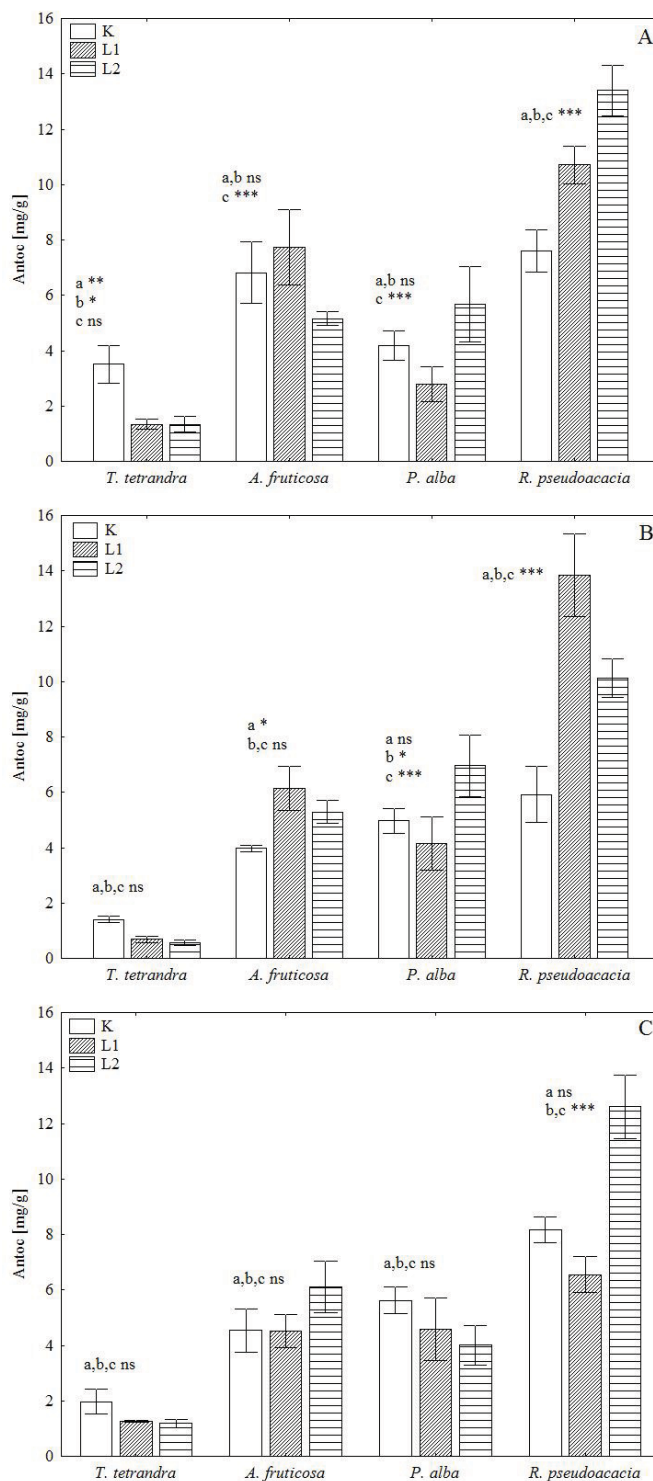 16
A
K
L1
L2
14
12
a,b,c ***
10
a,b ns
c ***
8
a **
b *
c ns
6
a,b ns
c ***
4
2
0
Antoc [mg/g]
T. tetrandra A. fruticosa P. alba R. pseudoacacia
16
B
K
L1
L2
14
a,b,c ***
12
10
8
a *
b,c ns
a ns
b *
c ***
6
4
a,b,c ns
2
0
Antoc [mg/g]
T. tetrandra A. fruticosa P. alba R. pseudoacacia
16
C
K
L1
L2
14
a ns
b,c ***
12
10
8
a,b,c ns
a,b,c ns
6
4
a,b,c ns
2
0
Antoc [mg/g]
T. tetrandra A. fruticosa P. alba R. pseudoacacia